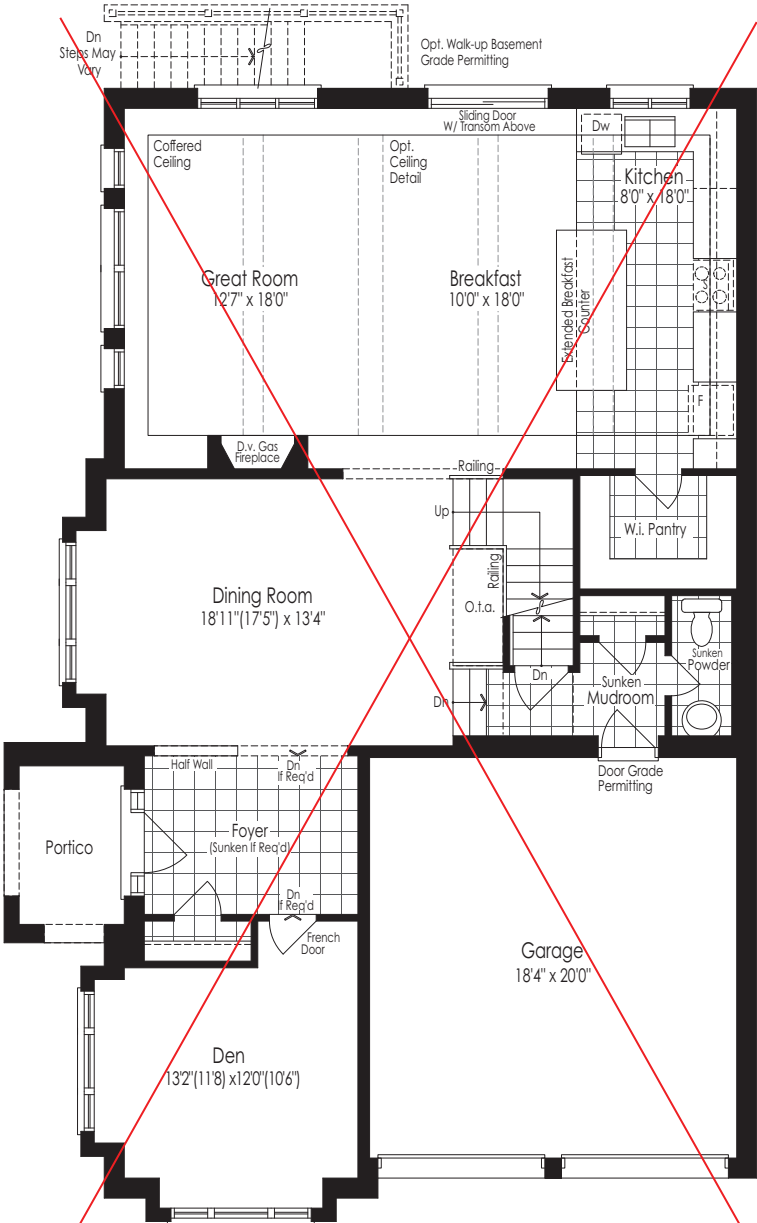 Dn
Steps May
Vary
Opt. Walk-up Basement
Grade Permitting
Sliding Door
W/ Transom Above
Dw
Coffered
Ceiling
Opt.
Ceiling
Detail
Kitchen
8'0" x 18'0"
Great Room
12'7" x 18'0"
Breakfast
10'0" x 18'0"
Extended Breakfast
Counter
F
D.v. Gas
Fireplace
Railing
Up
W.i. Pantry
Railing
Dining Room
18'11"(17'5") x 13'4"
O.t.a.
Sunken
Powder
Dn
Sunken
Mudroom
Dn
Half Wall
Dn
If Req'd
Door Grade
Permitting
Foyer
(Sunken If Req'd)
Portico
Dn
If Req'd
French
Door
Garage
18'4" x 20'0"
Den
13'2"(11'8) x12'0"(10'6")